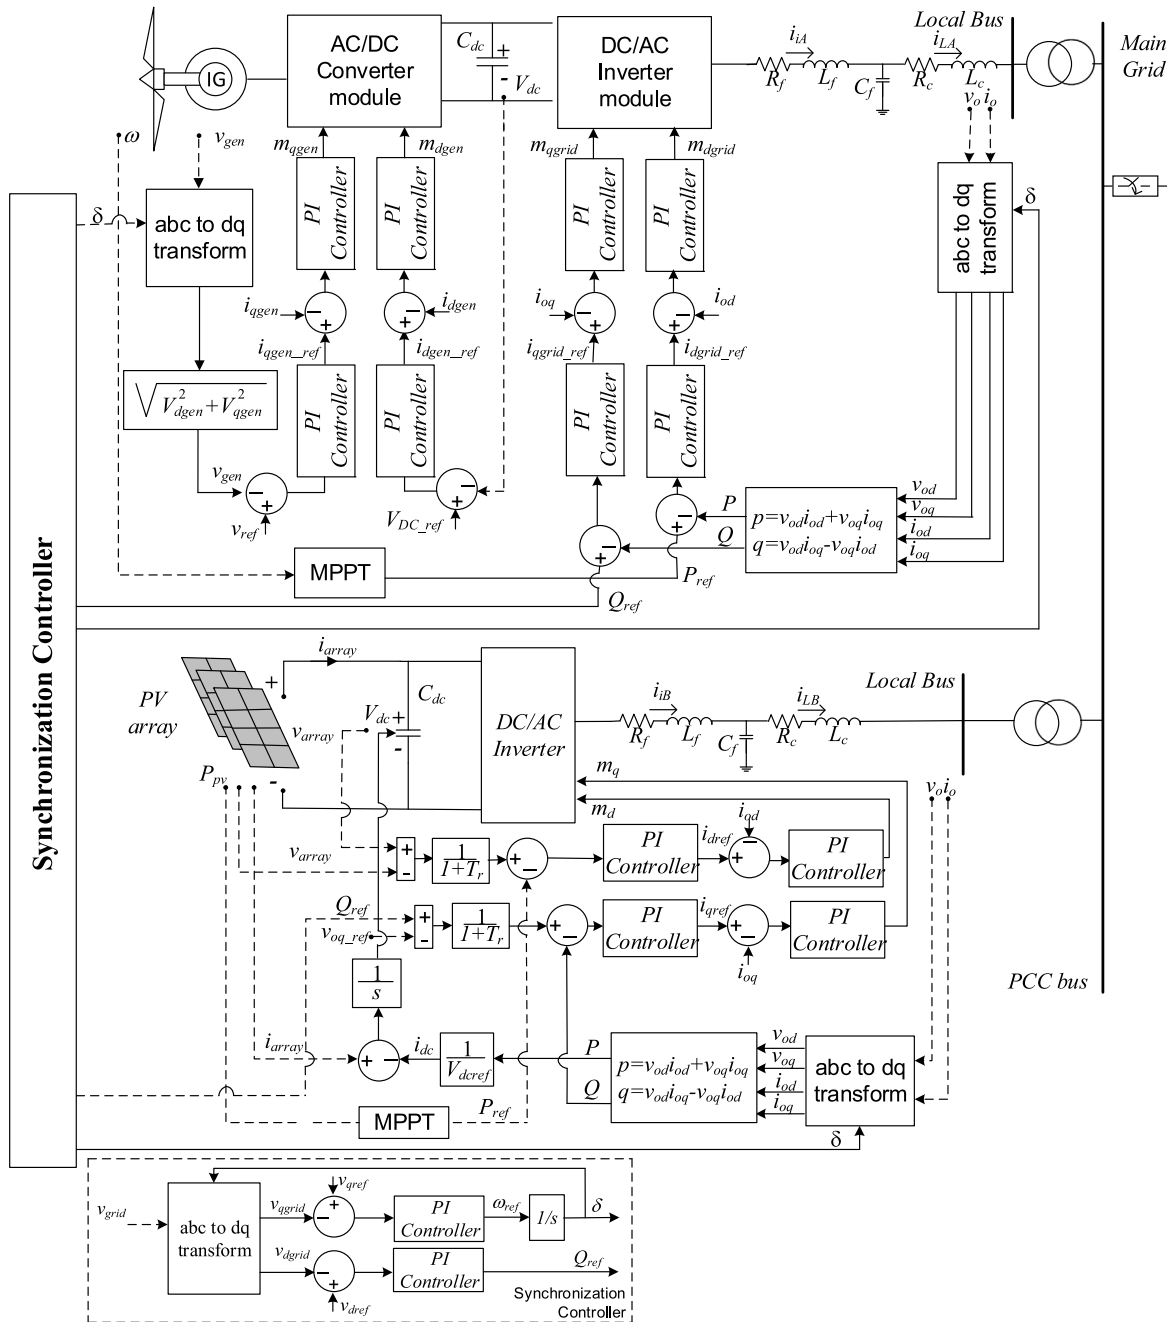 Local Bus
Main
Grid
IG
AC/DC
Converter
module
C_dc
+
-
V_dc
DC/AC
Inverter
module
i_iA
R_f
L_f
C_f
i_LA
R_c
L_c
v_o i_o
ω
v_gen
m_qgen
m_dgen
m_qgrid
m_dgrid
δ
abc to dq
transform
PI
Controller
PI
Controller
PI
Controller
PI
Controller
abc to dq
transform
δ
i_qgen
i_dgen
i_oq
i_od
i_qgen_ref
i_dgen_ref
i_qgrid_ref
i_dgrid_ref
√V²_dgen+V²_qgen
PI
Controller
PI
Controller
PI
Controller
PI
Controller
v_gen
v_ref
V_DC_ref
P
Q
p=v_od i_od+v_oq i_oq
q=v_od i_oq-v_oq i_od
v_od
v_oq
i_od
i_oq
MPPT
P_ref
Q_ref
Synchronization Controller
PV
array
+
-
i_array
v_array
V_dc
+
-
C_dc
DC/AC
Inverter
i_iB
R_f
L_f
C_f
i_LB
R_c
L_c
Local Bus
P_pv
m_q
m_d
v_o i_o
v_array
+
-
1/1+T_r
+
-
PI
Controller
i_dref
i_od
+
-
PI
Controller
Q_ref
v_oq_ref
+
-
1/1+T_r
+
-
PI
Controller
i_qref
i_oq
+
-
PI
Controller
PCC bus
1/s
i_array
+
-
i_dc
1/V_dcref
P
Q
p=v_od i_od+v_oq i_oq
q=v_od i_oq-v_oq i_od
v_od
v_oq
i_od
i_oq
abc to dq
transform
δ
MPPT
P_ref
v_grid
abc to dq
transform
v_qgrid
v_qref
+
-
PI
Controller
ω_ref
1/s
δ
v_dgrid
v_dref
-
+
PI
Controller
Q_ref
Synchronization
Controller